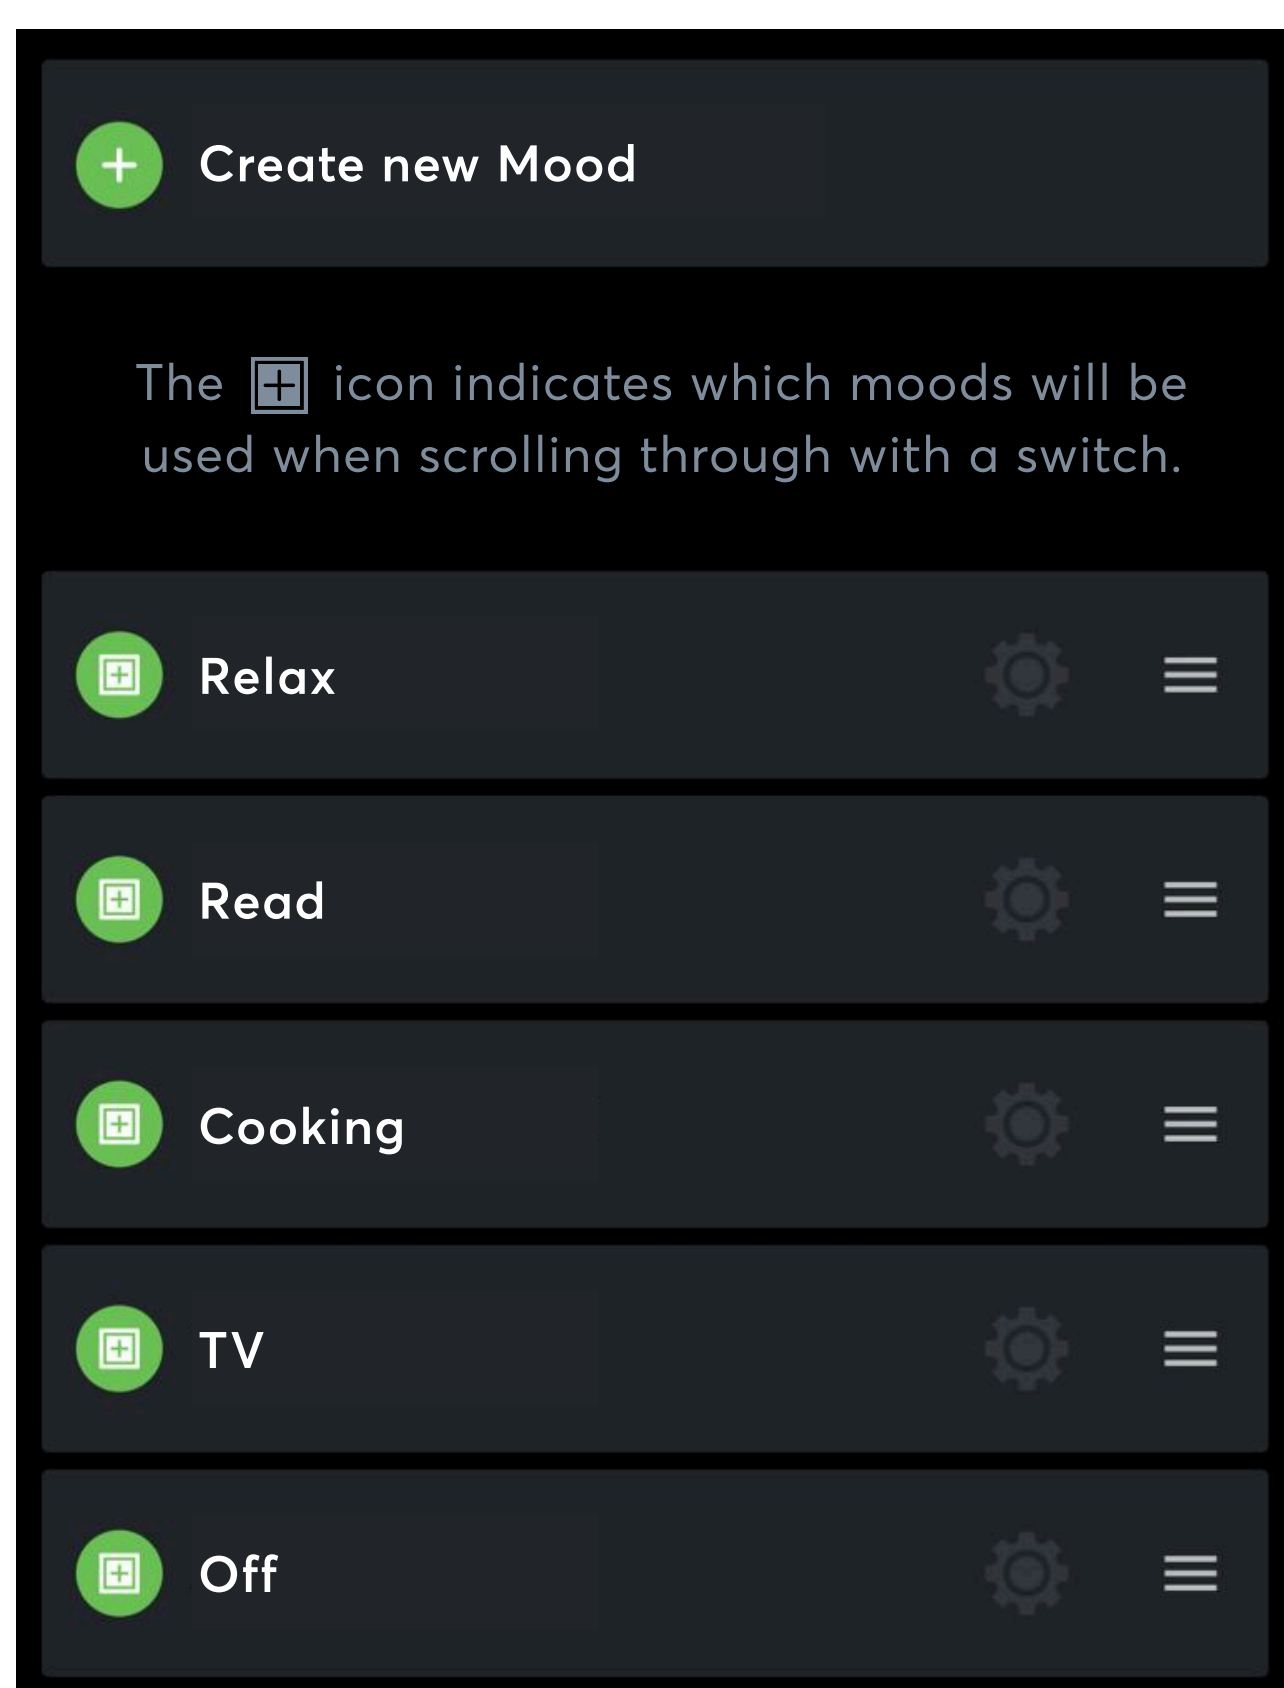 Create new Mood
The icon indicates which moods will be
used when scrolling through with a switch.
Relax
Read
Cooking
TV
Off